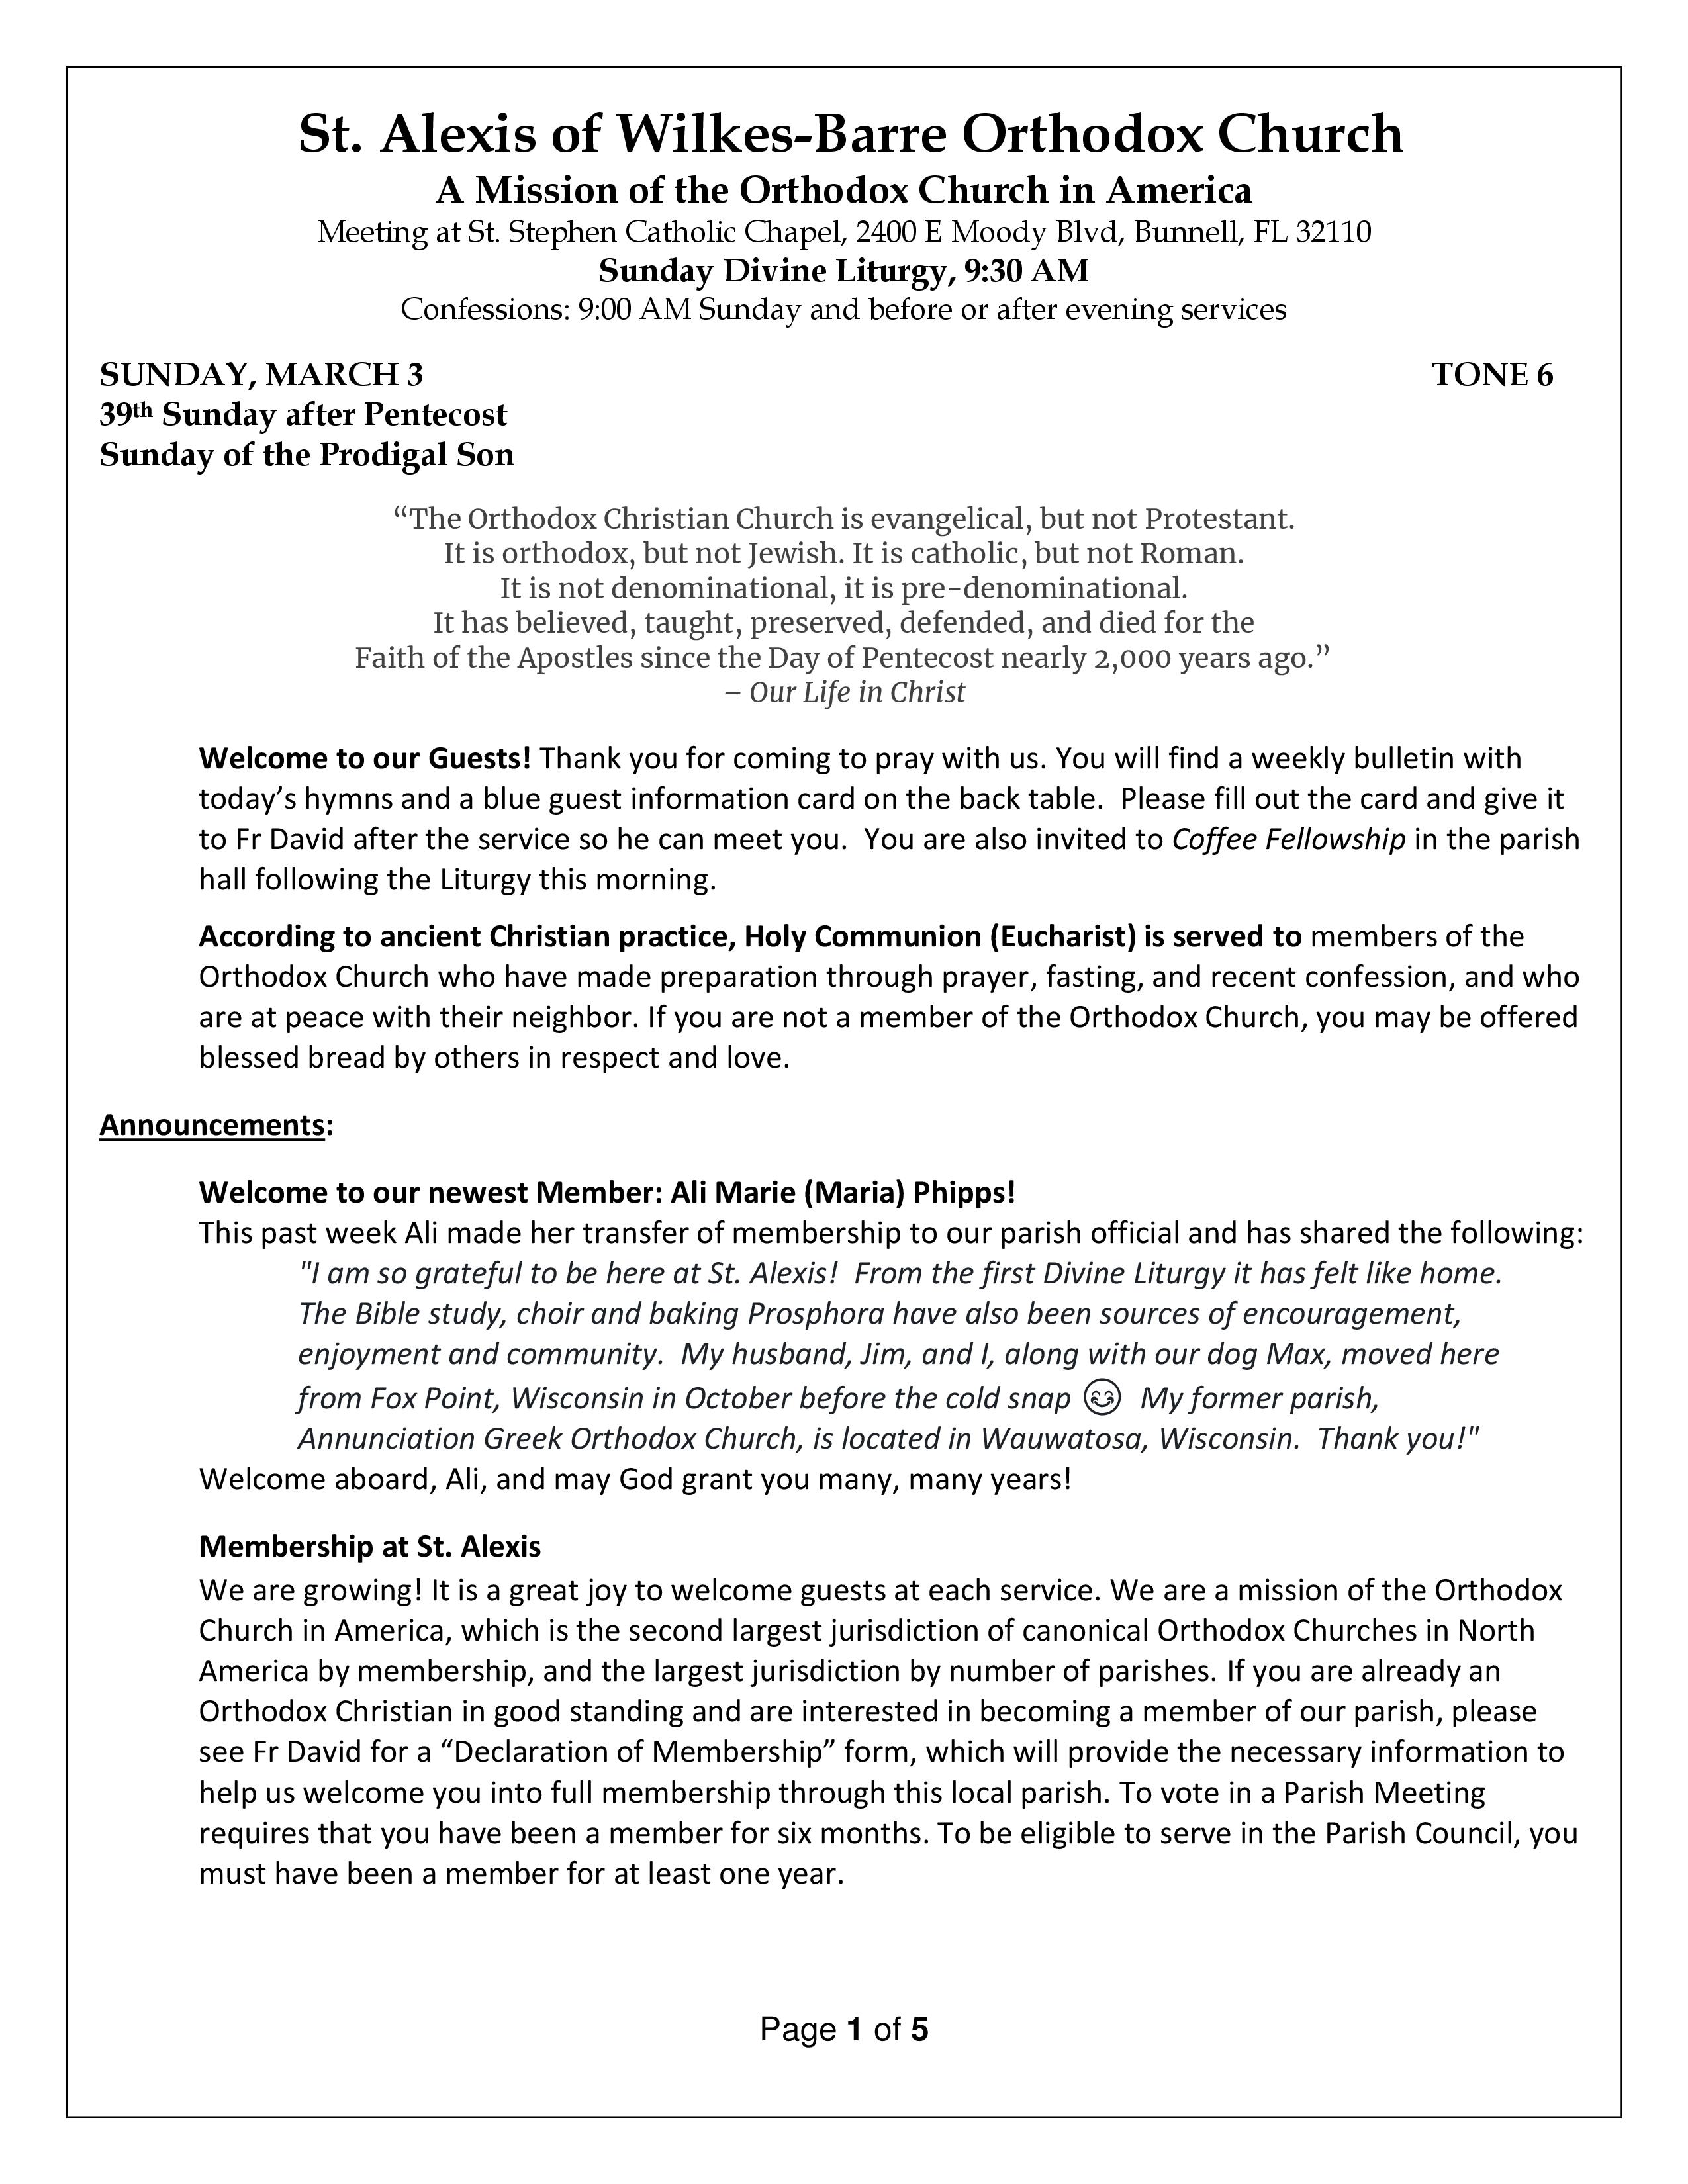 St. Alexis of Wilkes-Barre Orthodox Church
A Mission of the Orthodox Church in America
Meeting at St. Stephen Catholic Chapel, 2400 E Moody Blvd, Bunnell, FL 32110
Sunday Divine Liturgy, 9:30 AM
Confessions: 9:00 AM Sunday and before or after evening services
SUNDAY, MARCH 3 TONE 6
39th Sunday after Pentecost
Sunday of the Prodigal Son
“The Orthodox Christian Church is evangelical, but not Protestant.
It is orthodox, but not Jewish. It is catholic, but not Roman.
It is not denominational, it is pre-denominational.
It has believed, taught, preserved, defended, and died for the
Faith of the Apostles since the Day of Pentecost nearly 2,000 years ago.”
– Our Life in Christ
Welcome to our Guests! Thank you for coming to pray with us. You will find a weekly bulletin with
today’s hymns and a blue guest information card on the back table.  Please fill out the card and give it
to Fr David after the service so he can meet you.  You are also invited to Coffee Fellowship in the parish
hall following the Liturgy this morning.
According to ancient Christian practice, Holy Communion (Eucharist) is served to members of the
Orthodox Church who have made preparation through prayer, fasting, and recent confession, and who
are at peace with their neighbor. If you are not a member of the Orthodox Church, you may be offered
blessed bread by others in respect and love.
Announcements:
Welcome to our newest Member: Ali Marie (Maria) Phipps!
This past week Ali made her transfer of membership to our parish official and has shared the following:
"I am so grateful to be here at St. Alexis!  From the first Divine Liturgy it has felt like home.
The Bible study, choir and baking Prosphora have also been sources of encouragement,
enjoyment and community.  My husband, Jim, and I, along with our dog Max, moved here
from Fox Point, Wisconsin in October before the cold snap 😊  My former parish,
Annunciation Greek Orthodox Church, is located in Wauwatosa, Wisconsin.  Thank you!"
Welcome aboard, Ali, and may God grant you many, many years!
Membership at St. Alexis
We are growing! It is a great joy to welcome guests at each service. We are a mission of the Orthodox
Church in America, which is the second largest jurisdiction of canonical Orthodox Churches in North
America by membership, and the largest jurisdiction by number of parishes. If you are already an
Orthodox Christian in good standing and are interested in becoming a member of our parish, please
see Fr David for a “Declaration of Membership” form, which will provide the necessary information to
help us welcome you into full membership through this local parish. To vote in a Parish Meeting
requires that you have been a member for six months. To be eligible to serve in the Parish Council, you
must have been a member for at least one year.
Page 1 of 5